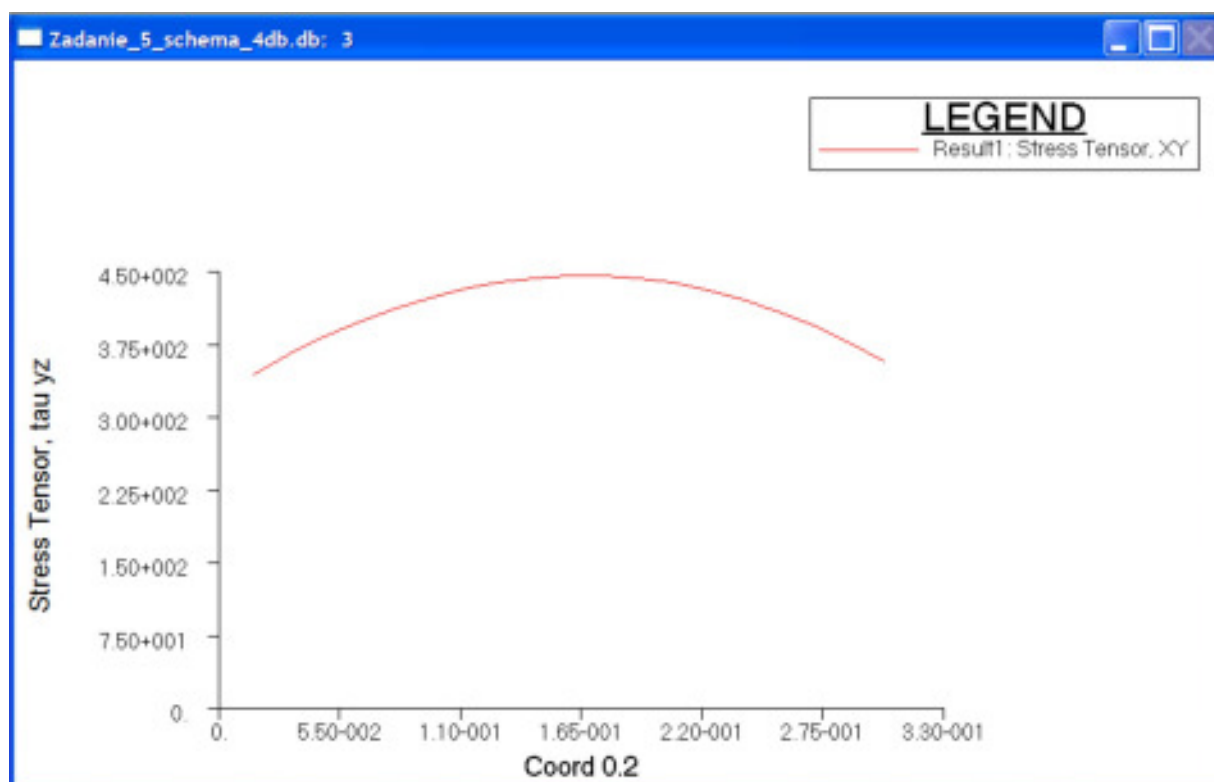 Zadanie_5_schema_4db.db: 3
LEGEND
Result1: Stress Tensor, XY
4.50+002
3.75+002
3.00+002
2.25+002
1.50+002
7.50+001
0.
Stress Tensor, tau yz
0. 5.50-002 1.10-001 1.65-001 2.20-001 2.75-001 3.30-001
Coord 0.2